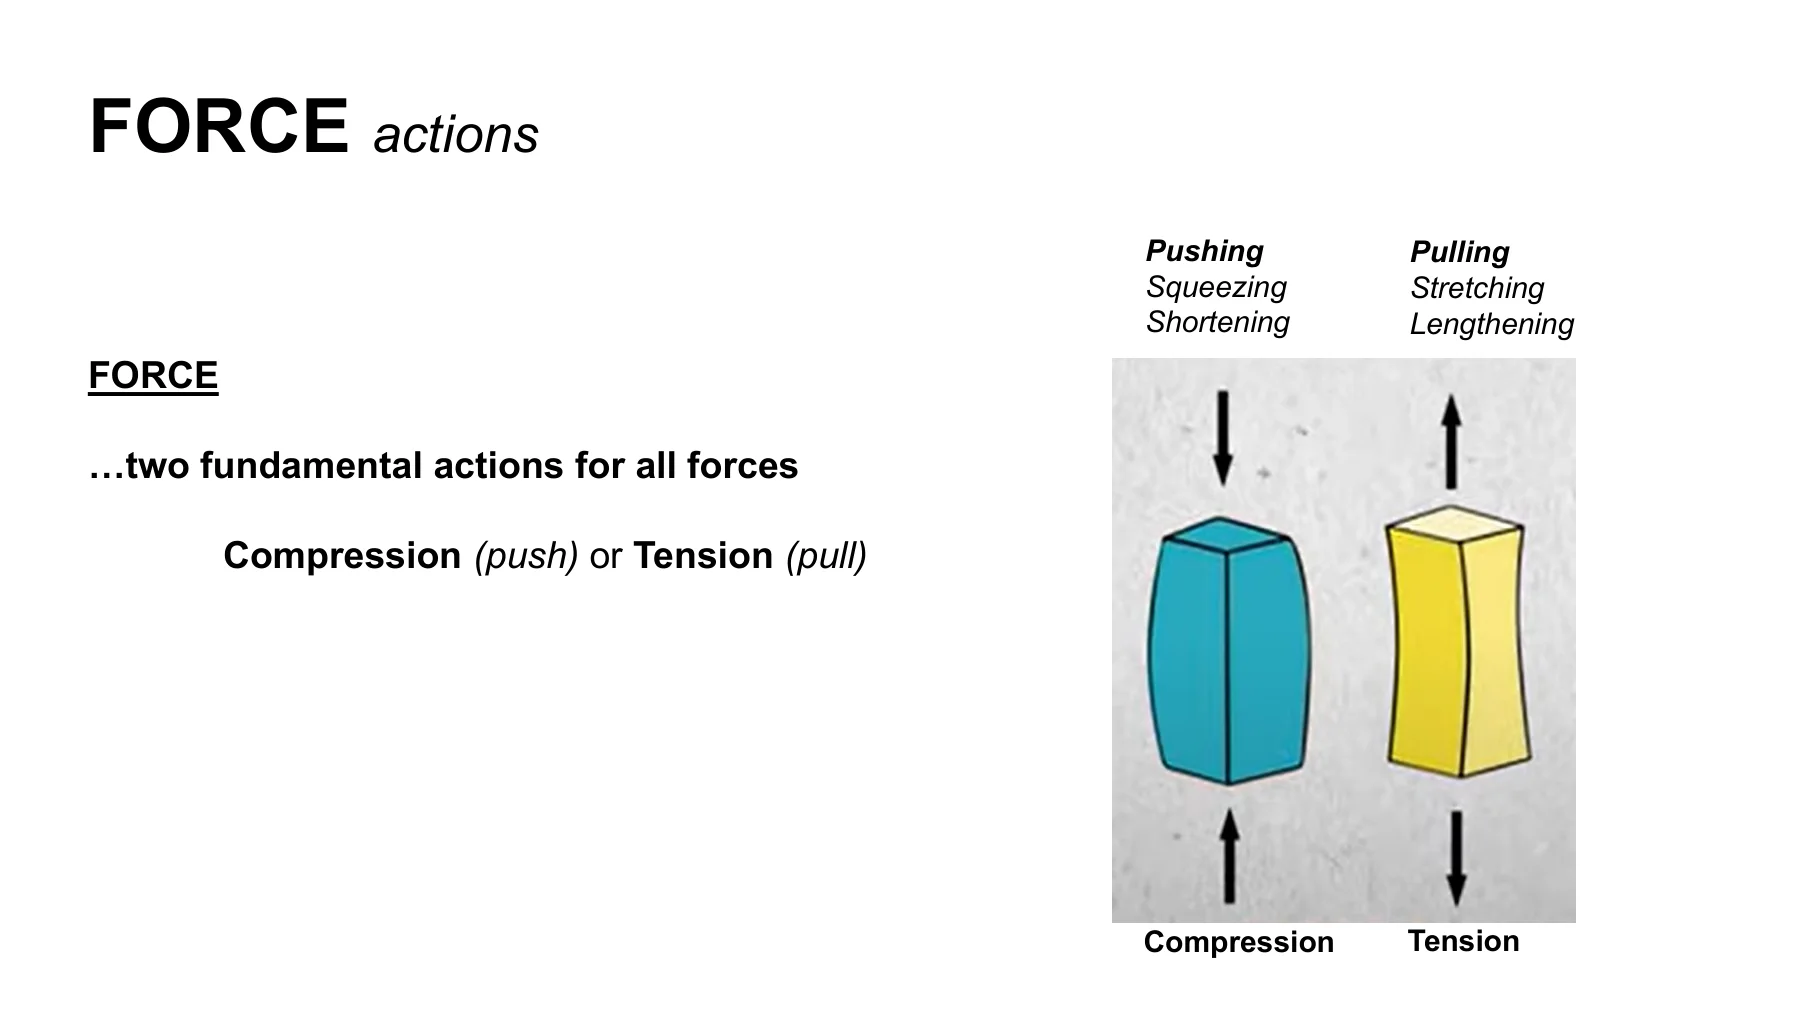 FORCE actions
FORCE
…two fundamental actions for all forces
Compression (push) or Tension (pull)
Pushing
Squeezing
Shortening
Pulling
Stretching
Lengthening
Compression
Tension